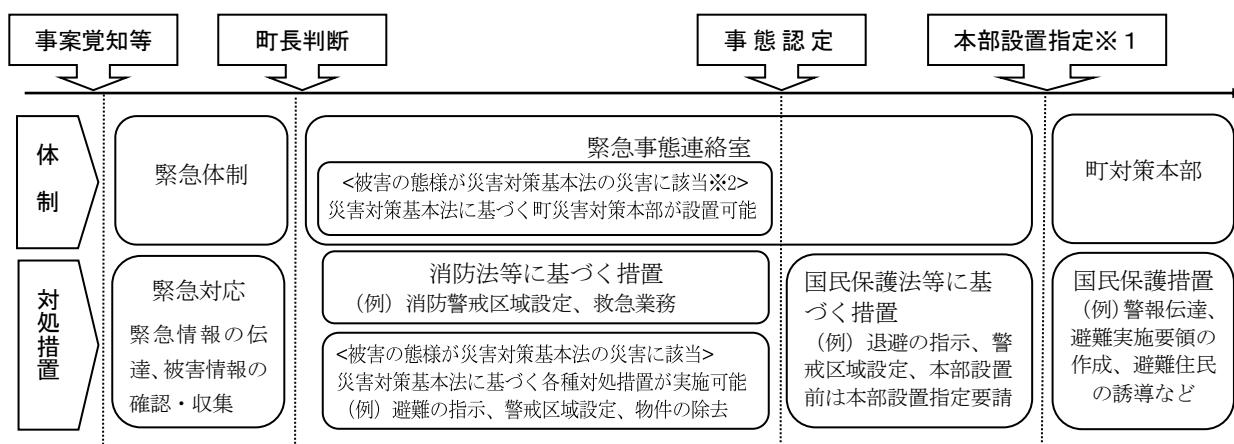 事案覚知等
町長判断
事 態 認 定
本部設置指定※１
体
制
緊急体制
緊急事態連絡室
<被害の態様が災害対策基本法の災害に該当※2>
災害対策基本法に基づく町災害対策本部が設置可能
町対策本部
対処措置
緊急対応
緊急情報の伝
達、被害情報の
確認・収集
消防法等に基づく措置
（例）消防警戒区域設定、救急業務
<被害の態様が災害対策基本法の災害に該当>
災害対策基本法に基づく各種対処措置が実施可能
（例）避難の指示、警戒区域設定、物件の除去
国民保護法等に基
づく措置
（例）退避の指示、警
戒区域設定、本部設置
前は本部設置指定要請
国民保護措置
（例）警報伝達、
避難実施要領の
作成、避難住民
の誘導など